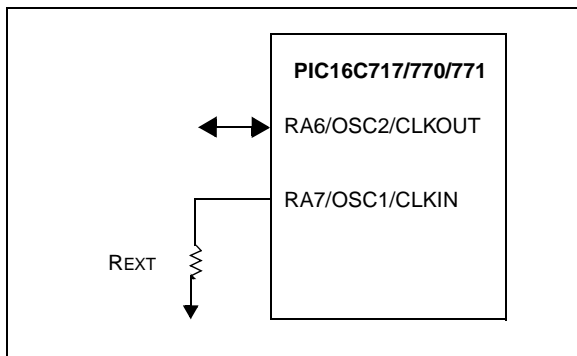 PIC16C717/770/771
RA6/OSC2/CLKOUT
RA7/OSC1/CLKIN
REXT